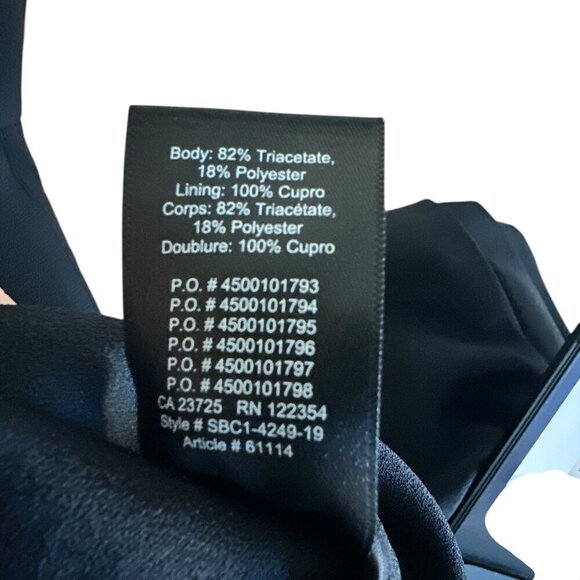 Body: 82% Triacetate,
18% Polyester
Lining: 100% Cupro
Corps: 82% Triacétate,
18% Polyester
Doublure: 100% Cupro
P.O. # 4500101793
P.O. # 4500101794
P.O. # 4500101795
P.O. # 4500101796
P.O. # 4500101797
P.O. # 4500101798
CA 23725 RN 122354
Style # SBC1-4249-19
Article # 61114